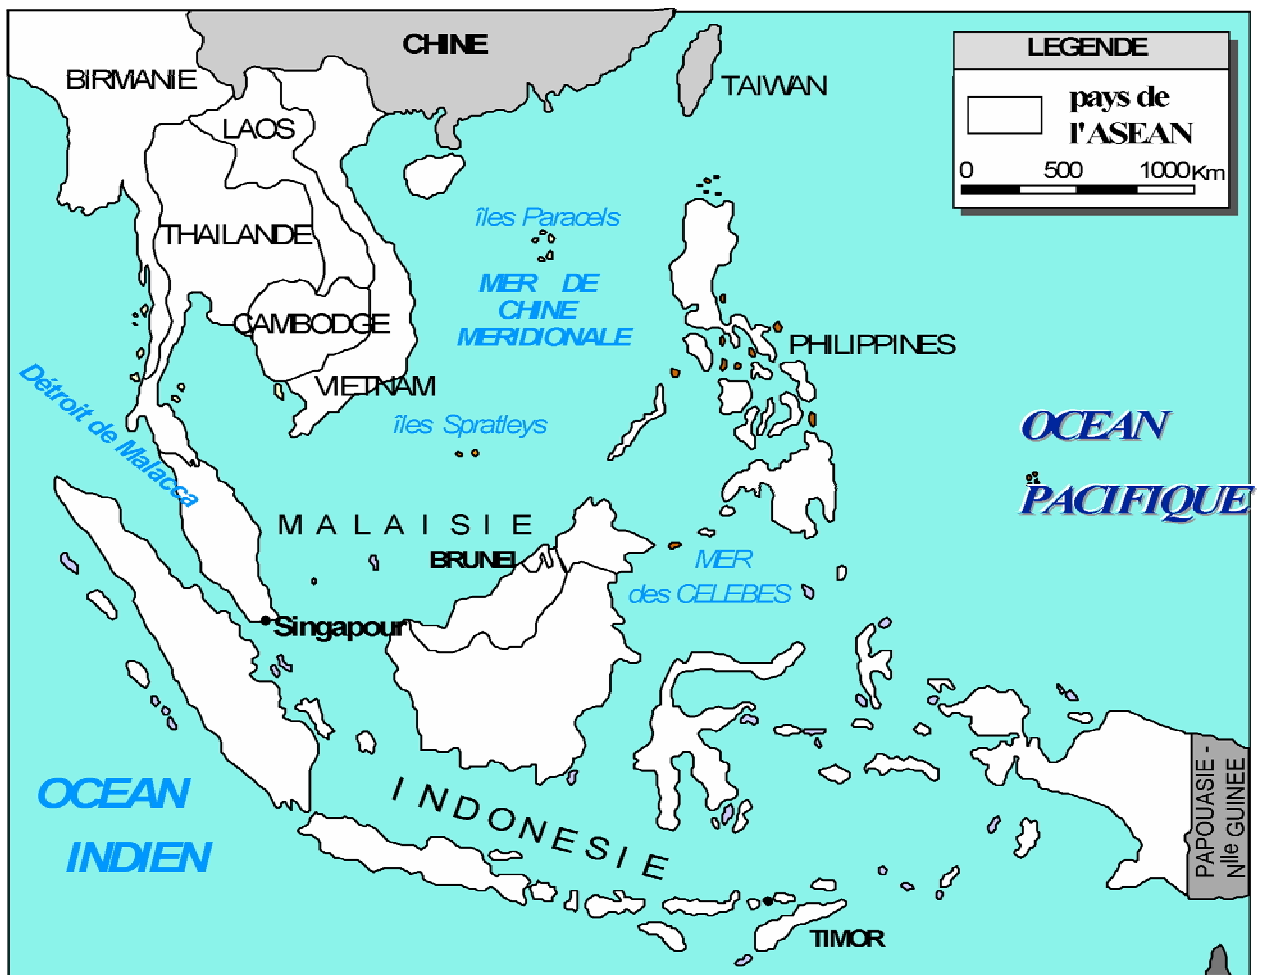 CHINE
LEGENDE
BIRMANIE
TAIWAN
pays de
l'ASEAN
LAOS
0 500 1000 Km
îles Paracels
THAILANDE
MER DE
CHINE
MERIDIONALE
CAMBODGE
PHILIPPINES
VIETNAM
Détroit de Malacca
îles Spratleys
OCEAN
PACIFIQUE
MALAISIE
BRUNEI
MER
des CELEBES
Singapour
OCEAN
INDIEN
INDONESIE
PAPOUASIE -
Nlle GUINEE
TIMOR